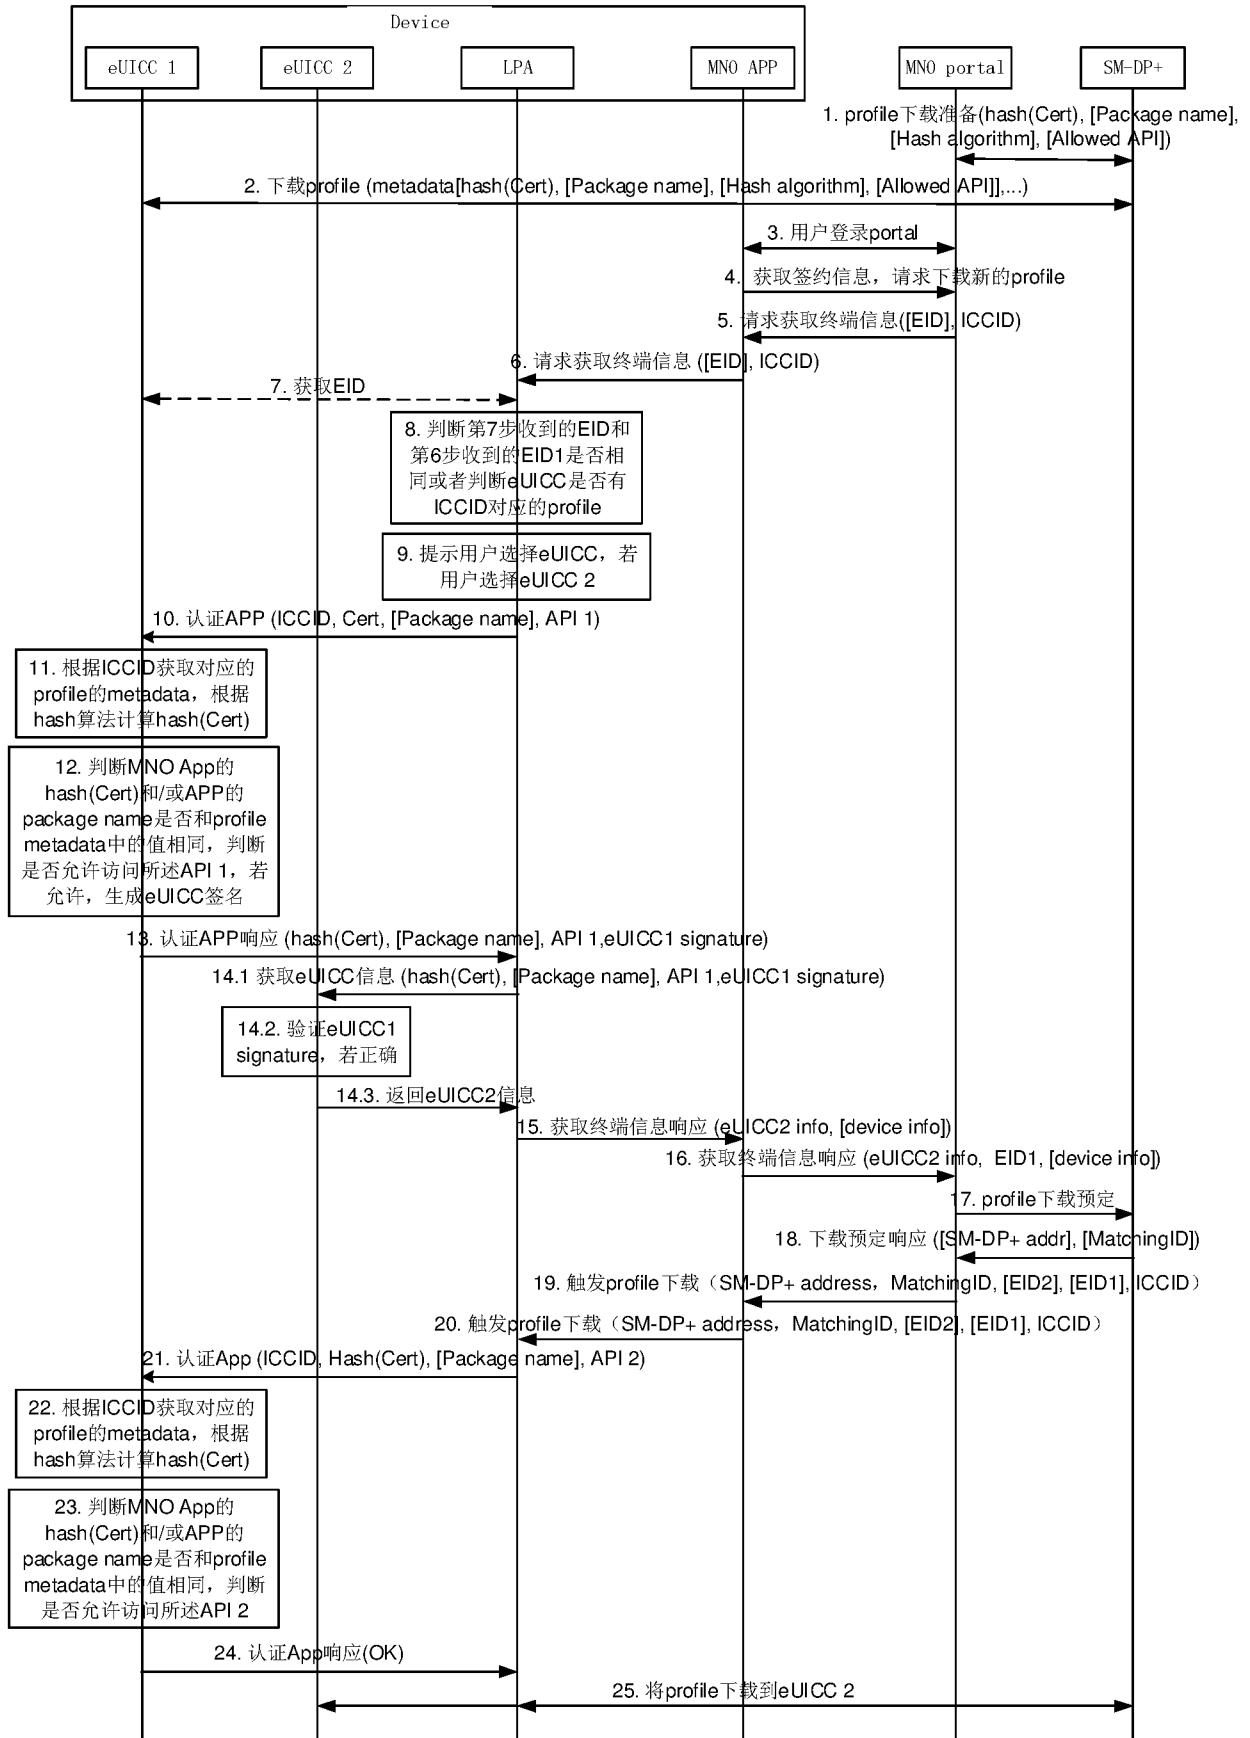 Device
eUICC 1
eUICC 2
LPA
MNO APP
MNO portal
SM-DP+
1. profile下载准备(hash(Cert), [Package name],
[Hash algorithm], [Allowed API])
2. 下载profile (metadata[hash(Cert), [Package name], [Hash algorithm], [Allowed API]],...)
3. 用户登录portal
4. 获取签约信息，请求下载新的profile
5. 请求获取终端信息([EID], ICCID)
6. 请求获取终端信息 ([EID], ICCID)
7. 获取EID
8. 判断第7步收到的EID和
第6步收到的EID1是否相
同或者判断eUICC是否有
ICCID对应的profile
9. 提示用户选择eUICC，若
用户选择eUICC 2
10. 认证APP (ICCID, Cert, [Package name], API 1)
11. 根据ICCID获取对应的
profile的metadata，根据
hash算法计算hash(Cert)
12. 判断MNO App的
hash(Cert)和/或APP的
package name是否和profile
metadata中的值相同，判断
是否允许访问所述API 1，若
允许，生成eUICC签名
13. 认证APP响应 (hash(Cert), [Package name], API 1,eUICC1 signature)
14.1 获取eUICC信息 (hash(Cert), [Package name], API 1,eUICC1 signature)
14.2. 验证eUICC1
signature，若正确
14.3. 返回eUICC2信息
15. 获取终端信息响应 (eUICC2 info, [device info])
16. 获取终端信息响应 (eUICC2 info, EID1, [device info])
17. profile下载预定
18. 下载预定响应 ([SM-DP+ addr], [MatchingID])
19. 触发profile下载（SM-DP+ address，MatchingID, [EID2], [EID1], ICCID）
20. 触发profile下载（SM-DP+ address，MatchingID, [EID2], [EID1], ICCID）
21. 认证App (ICCID, Hash(Cert), [Package name], API 2)
22. 根据ICCID获取对应的
profile的metadata，根据
hash算法计算hash(Cert)
23. 判断MNO App的
hash(Cert)和/或APP的
package name是否和profile
metadata中的值相同，判断
是否允许访问所述API 2
24. 认证App响应(OK)
25. 将profile下载到eUICC 2